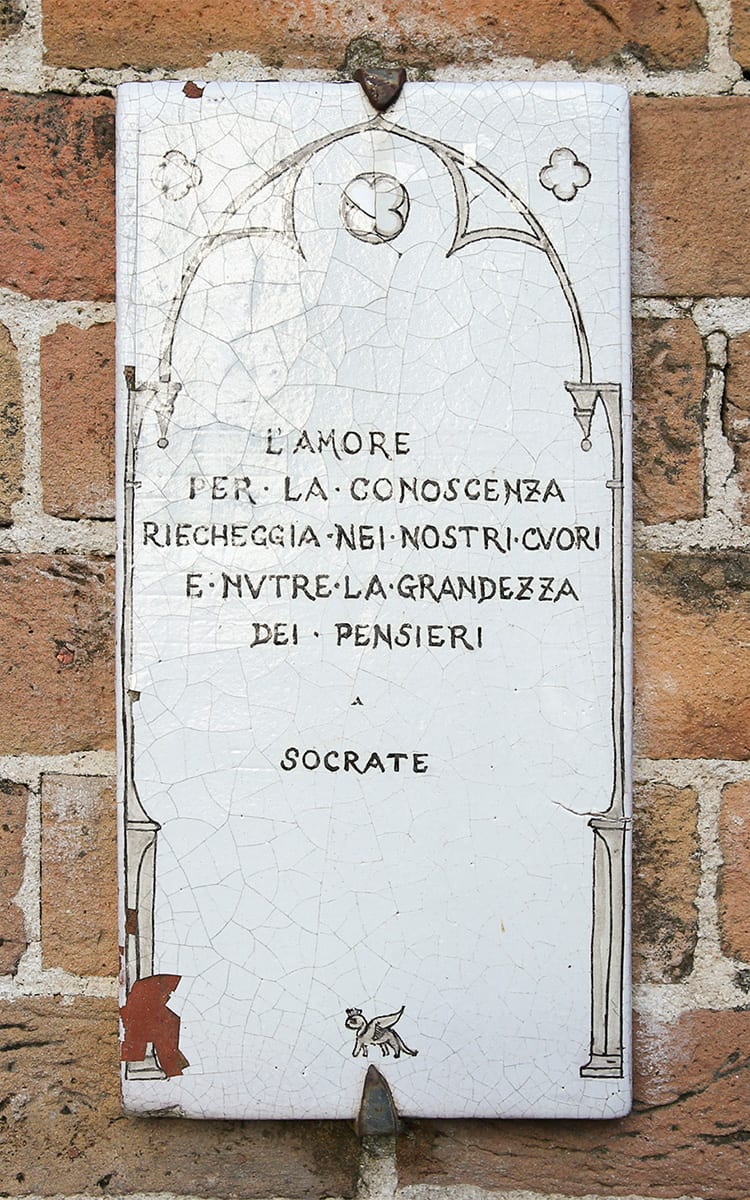 L'AMORE
PER · LA · CONOSCENZA
RIECHEGGIA · NEI · NOSTRI · CVORI
E · NVTRE · LA · GRANDEZZA
DEI · PENSIERI
A
SOCRATE